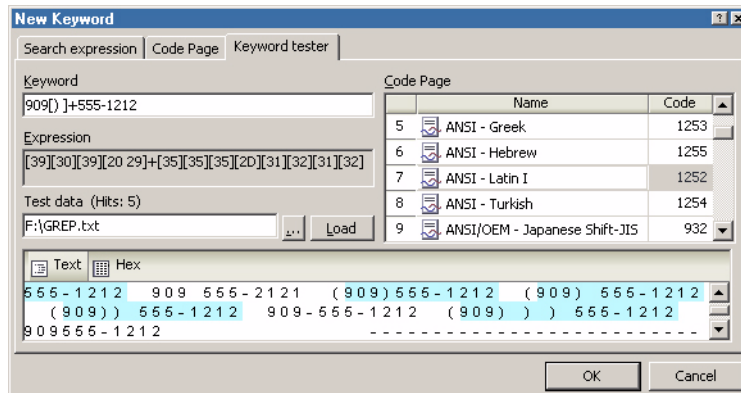 New Keyword
Search expression Code Page Keyword tester
Keyword
909[) ]+555-1212
Expression
[39][30][39][20 29]+[35][35][35][2D][31][32][31][32]
Test data (Hits: 5)
F:\GREP.txt ... Load
Code Page
Name Code
5 ANSI - Greek 1253
6 ANSI - Hebrew 1255
7 ANSI - Latin I 1252
8 ANSI - Turkish 1254
9 ANSI/OEM - Japanese Shift-JIS 932
Text Hex
555-1212 909 555-2121 (909)555-1212 (909) 555-1212
(909)) 555-1212 909-555-1212 (909) ) ) 555-1212
909555-1212 --------------------------
OK Cancel